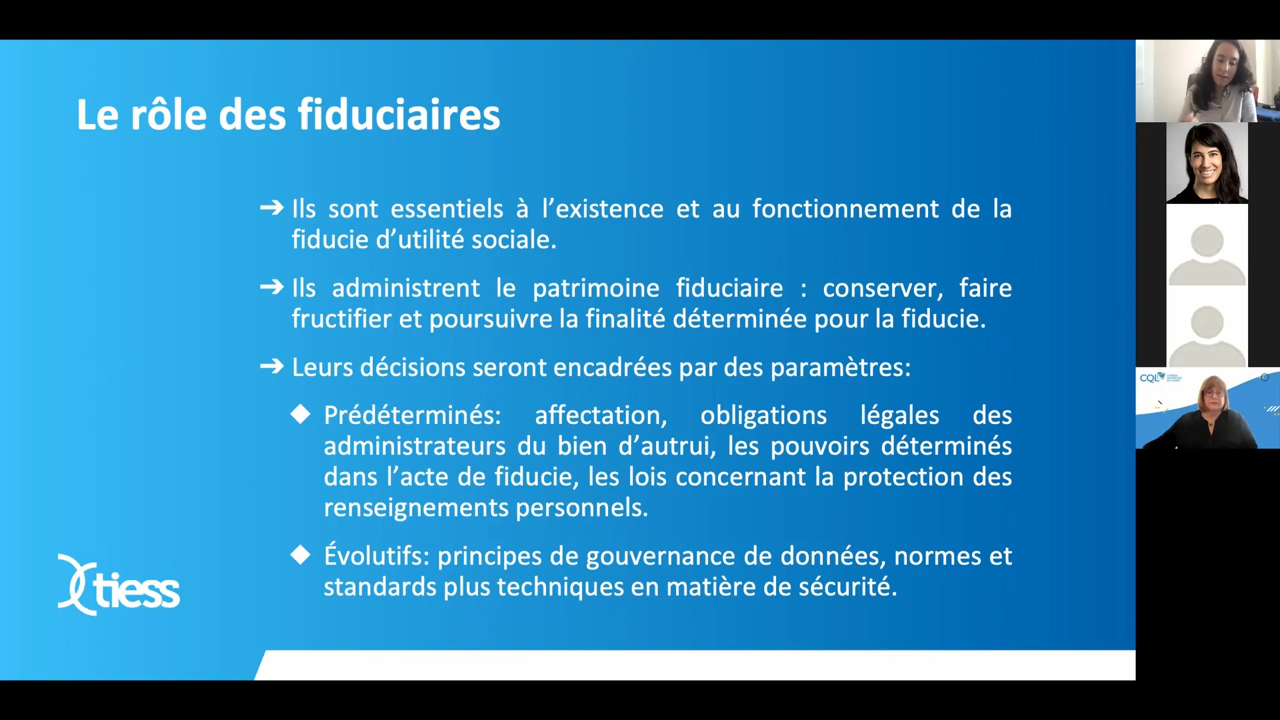 Le rôle des fiduciaires
➔ Ils sont essentiels à l’existence et au fonctionnement de la
fiducie d’utilité sociale.
➔ Ils administrent le patrimoine fiduciaire : conserver, faire
fructifier et poursuivre la finalité déterminée pour la fiducie.
➔ Leurs décisions seront encadrées par des paramètres:
◆ Prédéterminés: affectation, obligations légales des
administrateurs du bien d’autrui, les pouvoirs déterminés
dans l’acte de fiducie, les lois concernant la protection des
renseignements personnels.
◆ Évolutifs: principes de gouvernance de données, normes et
standards plus techniques en matière de sécurité.
tiess
CQL